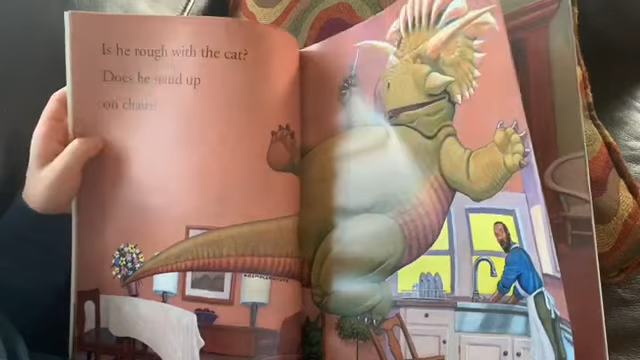 Is he rough with the cat?
Does he stand up
on chairs?